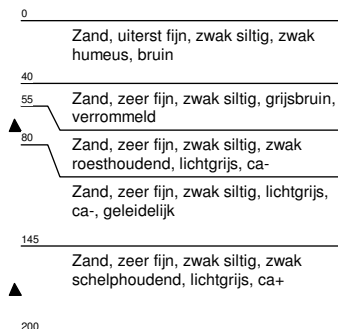 0
Zand, uiterst fijn, zwak siltig, zwak
humeus, bruin
40
55
Zand, zeer fijn, zwak siltig, grijsbruin,
verrommeld
80
Zand, zeer fijn, zwak siltig, zwak
roesthoudend, lichtgrijs, ca-
Zand, zeer fijn, zwak siltig, lichtgrijs,
ca-, geleidelijk
145
Zand, zeer fijn, zwak siltig, zwak
schelphoudend, lichtgrijs, ca+
200